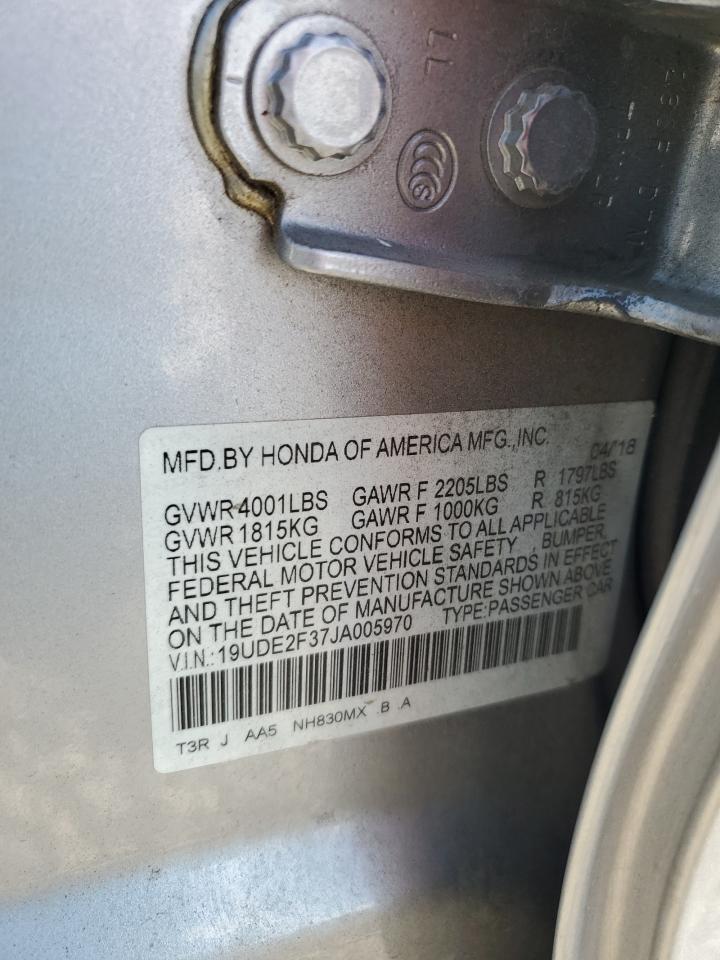 LL
CCC
S
MFD.BY HONDA OF AMERICA MFG.,INC. 04/18
GVWR 4001LBS GAWR F 2205LBS R 1797LBS
GVWR 1815KG GAWR F 1000KG R 815KG
THIS VEHICLE CONFORMS TO ALL APPLICABLE
FEDERAL MOTOR VEHICLE SAFETY , BUMPER,
AND THEFT PREVENTION STANDARDS IN EFFECT
ON THE DATE OF MANUFACTURE SHOWN ABOVE
V.I.N.: 19UDE2F37JA005970 TYPE:PASSENGER CAR
T3R J AA5 NH830MX .B .A